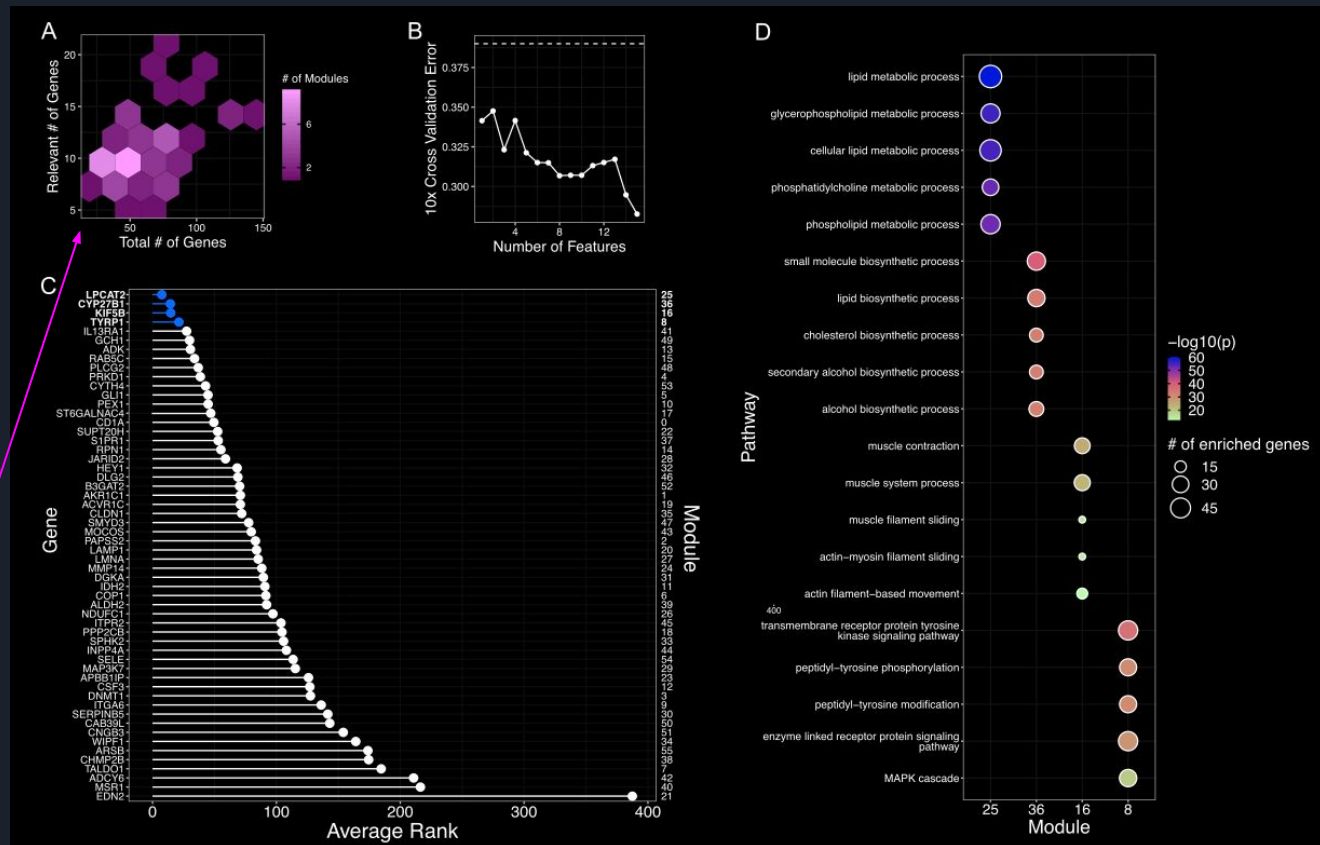 A
Relevant # of Genes
20
15
10
5
50
100
150
Total # of Genes
# of Modules
6
2
B
10x Cross Validation Error
0.375
0.350
0.325
0.300
4
8
12
Number of Features
C
Gene
LPCAT2 25
CYP27B1 36
KIF5B 16
TYRP1 8
IL13RA1 41
GCH1 49
ADK 13
RAB5C 15
PLCG2 48
PRKD1 4
CYTH4 53
GLI1 5
PEX1 10
ST6GALNAC4 17
CD1A 0
SUPT20H 22
S1PR1 37
RPN1 14
JARID2 28
HEY1 32
DLG2 46
B3GAT2 52
AKR1C1 1
ACVR1C 19
CLDN1 35
SMYD3 47
MOCOS 43
PAPSS2 2
LAMP1 20
LMNA 27
MMP14 24
DGKA 31
IDH2 11
COP1 6
ALDH2 39
NDUFC1 26
ITPR2 45
PPP2CB 18
SPHK2 33
INPP4A 44
SELE 54
MAP3K7 29
APBB1IP 23
CSF3 12
DNMT1 3
ITGA6 9
SERPINB5 30
CAB39L 50
CNGB3 51
WIPF1 34
ARSB 55
CHMP2B 38
TALDO1 7
ADCY6 42
MSR1 40
EDN2 21
Module
0 100 200 300 400
Average Rank
D
Pathway
lipid metabolic process
glycerophospholipid metabolic process
cellular lipid metabolic process
phosphatidylcholine metabolic process
phospholipid metabolic process
small molecule biosynthetic process
lipid biosynthetic process
cholesterol biosynthetic process
secondary alcohol biosynthetic process
alcohol biosynthetic process
muscle contraction
muscle system process
muscle filament sliding
actin−myosin filament sliding
actin filament−based movement
400
transmembrane receptor protein tyrosine
kinase signaling pathway
peptidyl−tyrosine phosphorylation
peptidyl−tyrosine modification
enzyme linked receptor protein signaling
pathway
MAPK cascade
25 36 16 8
Module
−log10(p)
60
50
40
30
20
# of enriched genes
15
30
45